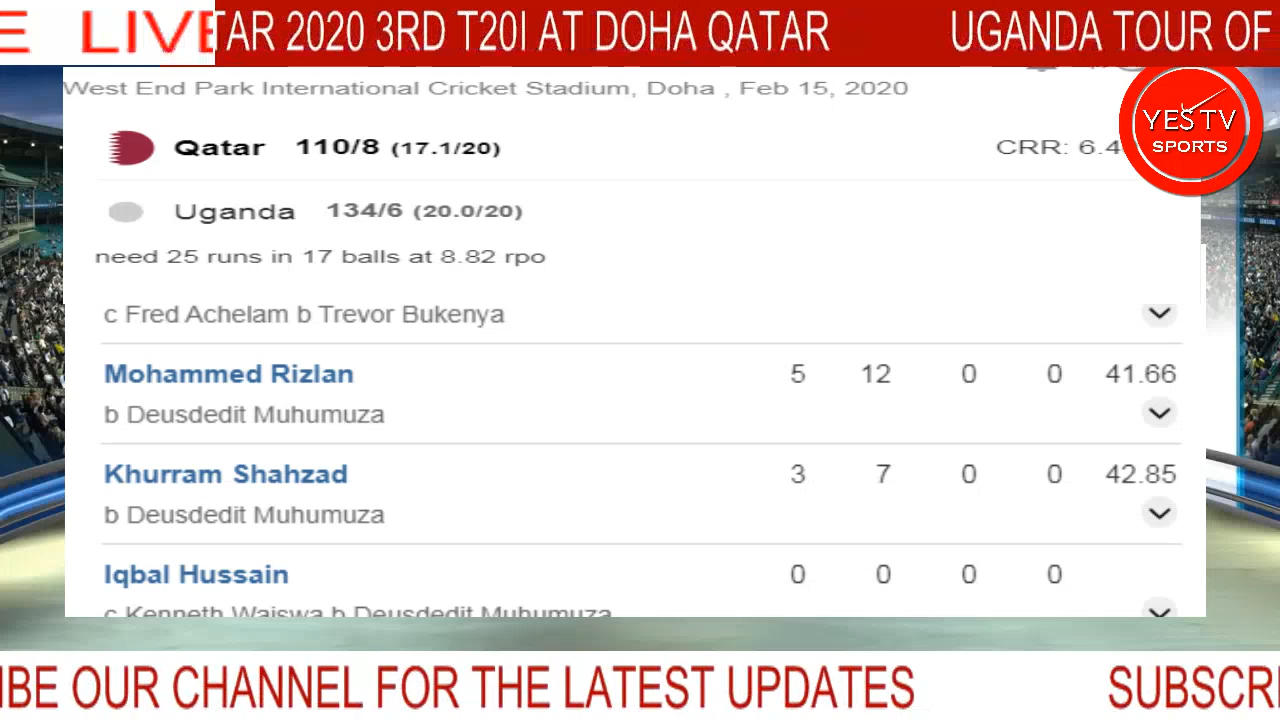 E LIVE
TAR 2020 3RD T20I AT DOHA QATAR UGANDA TOUR OF
West End Park International Cricket Stadium, Doha , Feb 15, 2020
YES TV
SPORTS
Qatar 110/8 (17.1/20) CRR: 6.4
Uganda 134/6 (20.0/20)
need 25 runs in 17 balls at 8.82 rpo
c Fred Achelam b Trevor Bukenya
Mohammed Rizlan 5 12 0 0 41.66
b Deusdedit Muhumuza
Khurram Shahzad 3 7 0 0 42.85
b Deusdedit Muhumuza
Iqbal Hussain 0 0 0 0
c Kenneth Waiswa b Deusdedit Muhumuza
IBE OUR CHANNEL FOR THE LATEST UPDATES SUBSCRI